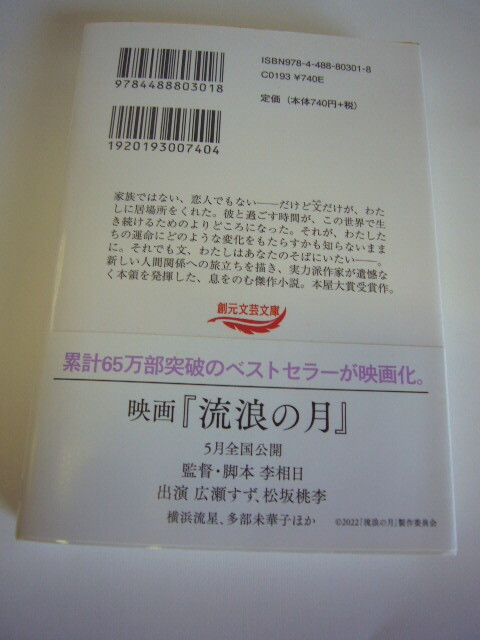 9784488803018
1920193007404
ISBN978-4-488-80301-8
C0193 ¥740E
定価（本体740円+税）
家族ではない、恋人でもない――だけど文だけが、わた
しに居場所をくれた。彼と過ごす時間が、この世界で生
き続けるためのよりどころになった。それが、わたした
ちの運命にどのような変化をもたらすかも知らないまま
に。それでも文、わたしはあなたのそばにいたい――。
新しい人間関係への旅立ちを描き、実力派作家が遺憾な
く本領を発揮した、息をのむ傑作小説。本屋大賞受賞作。
創元文芸文庫
累計65万部突破のベストセラーが映画化。
映画『流浪の月』
5月全国公開
監督・脚本 李相日
出演 広瀬すず、松坂桃李
横浜流星、多部未華子ほか
©2022「流浪の月」製作委員会